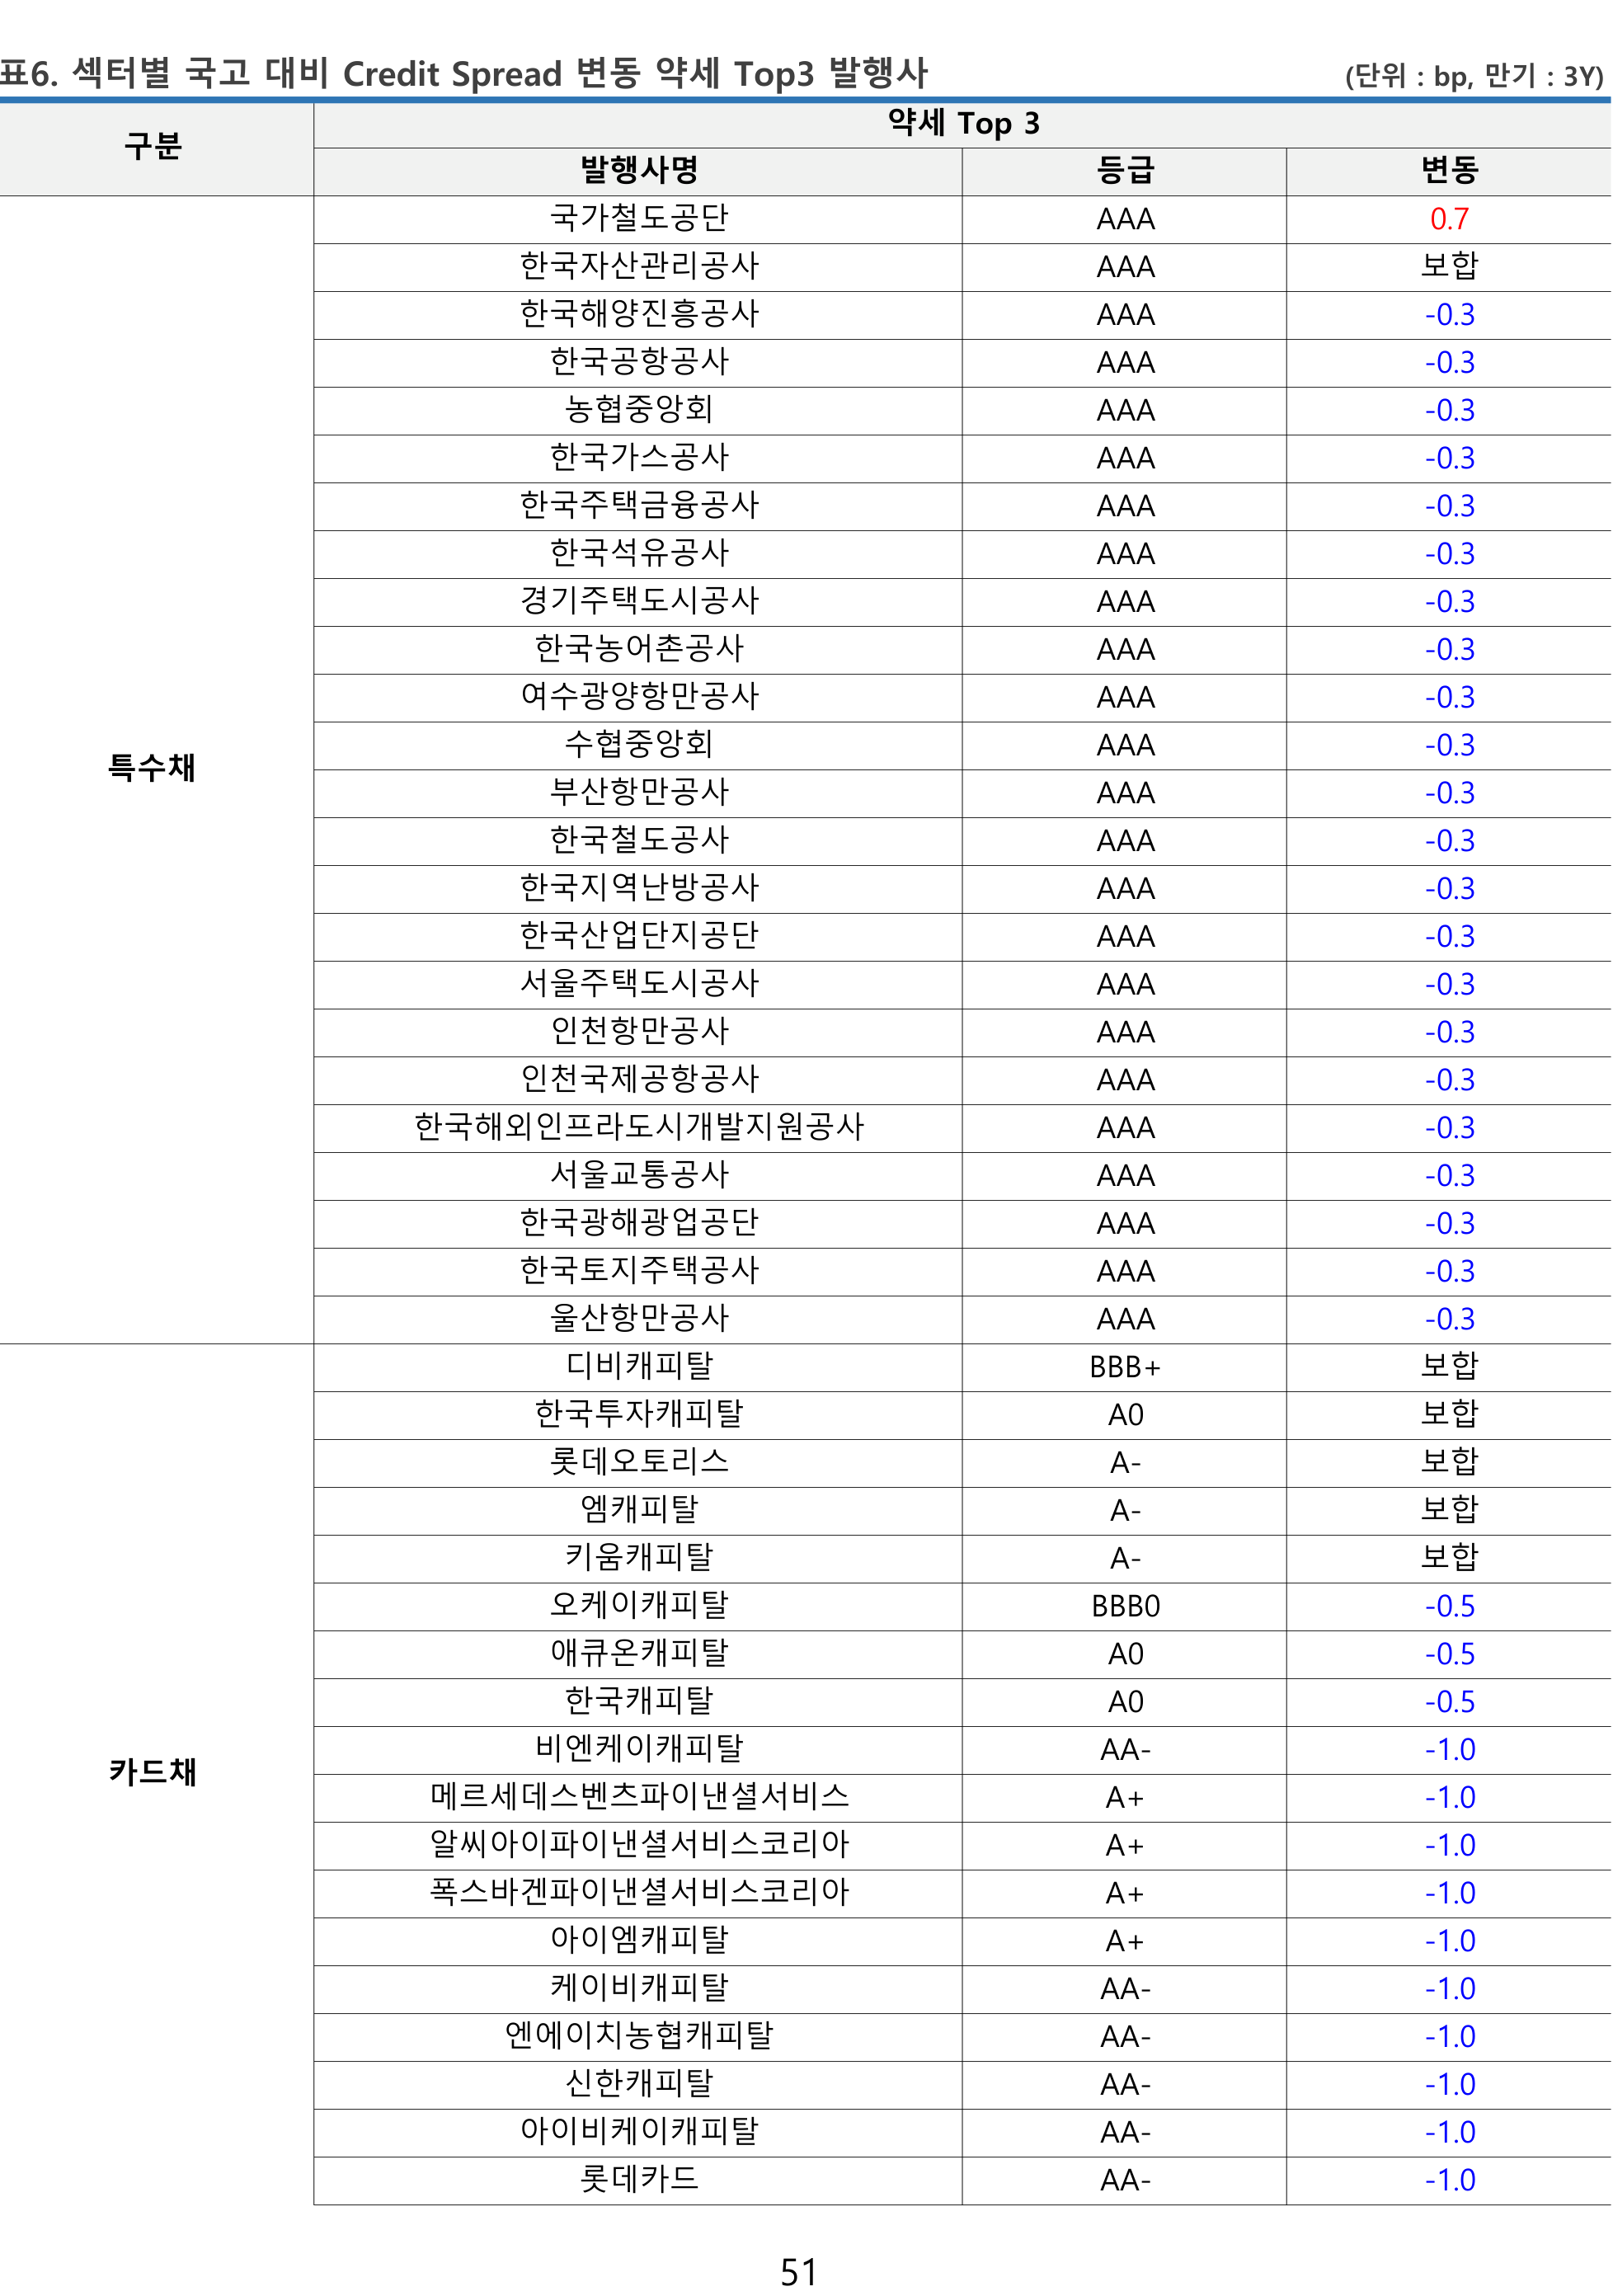 표6. 섹터별 국고 대비 Credit Spread 변동 약세 Top3 발행사 (단위 : bp, 만기 : 3Y)
구분 약세 Top 3
발행사명 등급 변동
특수채
국가철도공단 AAA 0.7
한국자산관리공사 AAA 보합
한국해양진흥공사 AAA -0.3
한국공항공사 AAA -0.3
농협중앙회 AAA -0.3
한국가스공사 AAA -0.3
한국주택금융공사 AAA -0.3
한국석유공사 AAA -0.3
경기주택도시공사 AAA -0.3
한국농어촌공사 AAA -0.3
여수광양항만공사 AAA -0.3
수협중앙회 AAA -0.3
부산항만공사 AAA -0.3
한국철도공사 AAA -0.3
한국지역난방공사 AAA -0.3
한국산업단지공단 AAA -0.3
서울주택도시공사 AAA -0.3
인천항만공사 AAA -0.3
인천국제공항공사 AAA -0.3
한국해외인프라도시개발지원공사 AAA -0.3
서울교통공사 AAA -0.3
한국광해광업공단 AAA -0.3
한국토지주택공사 AAA -0.3
울산항만공사 AAA -0.3
카드채
디비캐피탈 BBB+ 보합
한국투자캐피탈 A0 보합
롯데오토리스 A- 보합
엠캐피탈 A- 보합
키움캐피탈 A- 보합
오케이캐피탈 BBB0 -0.5
애큐온캐피탈 A0 -0.5
한국캐피탈 A0 -0.5
비엔케이캐피탈 AA- -1.0
메르세데스벤츠파이낸셜서비스 A+ -1.0
알씨아이파이낸셜서비스코리아 A+ -1.0
폭스바겐파이낸셜서비스코리아 A+ -1.0
아이엠캐피탈 A+ -1.0
케이비캐피탈 AA- -1.0
엔에이치농협캐피탈 AA- -1.0
신한캐피탈 AA- -1.0
아이비케이캐피탈 AA- -1.0
롯데카드 AA- -1.0
51